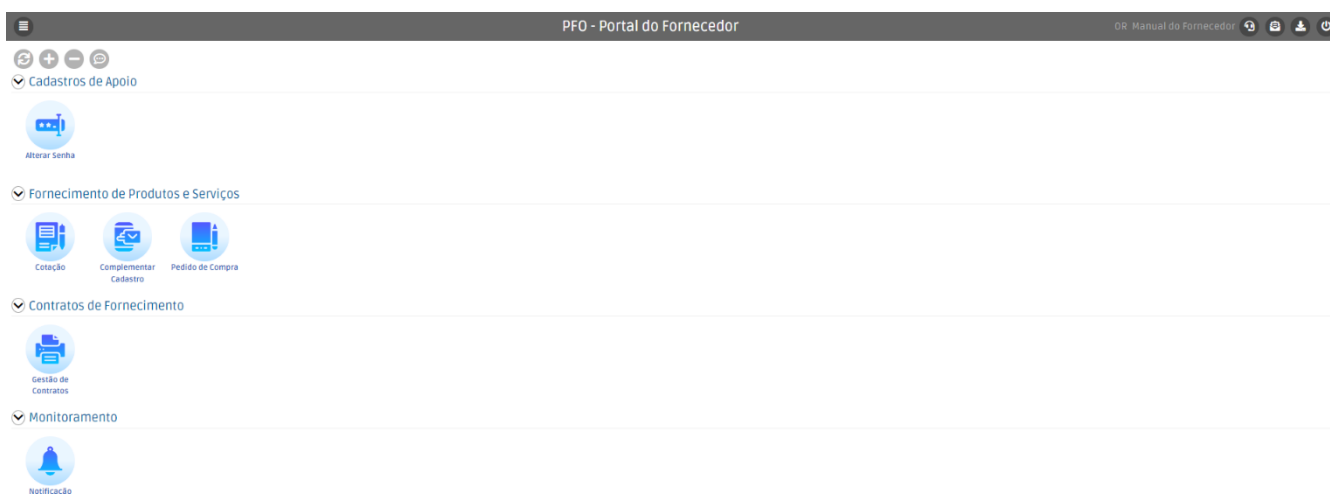 PFO - Portal do Fornecedor
OR Manual do Fornecedor
Cadastros de Apoio
Alterar Senha
Fornecimento de Produtos e Serviços
Cotação
Complementar
Cadastro
Pedido de Compra
Contratos de Fornecimento
Gestão de
Contratos
Monitoramento
Notificação